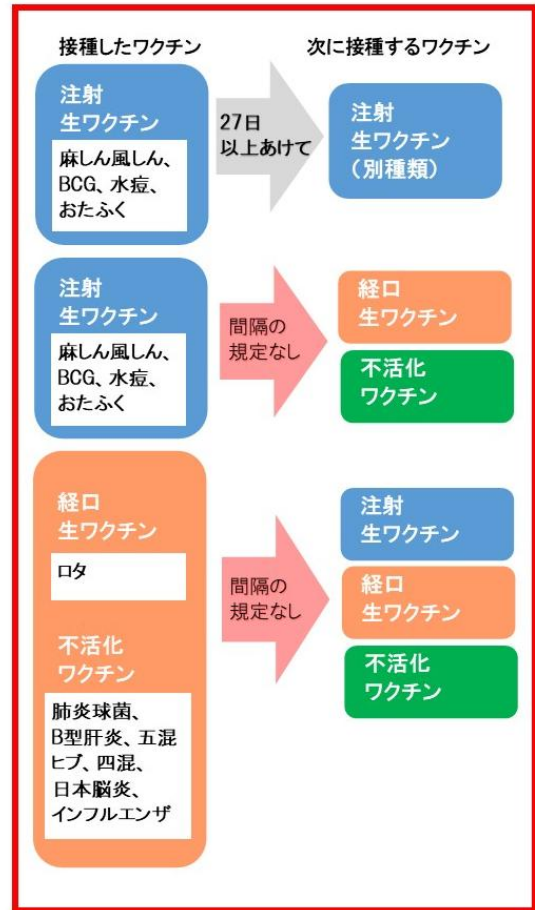 接種したワクチン
次に接種するワクチン
注射
生ワクチン
麻しん風しん、
BCG、水痘、
おたふく
27日
以上あけて
注射
生ワクチン
(別種類)
注射
生ワクチン
麻しん風しん、
BCG、水痘、
おたふく
間隔の
規定なし
経口
生ワクチン
不活化
ワクチン
経口
生ワクチン
ロタ
不活化
ワクチン
肺炎球菌、
B型肝炎、五混
ヒブ、四混、
日本脳炎、
インフルエンザ
間隔の
規定なし
注射
生ワクチン
経口
生ワクチン
不活化
ワクチン